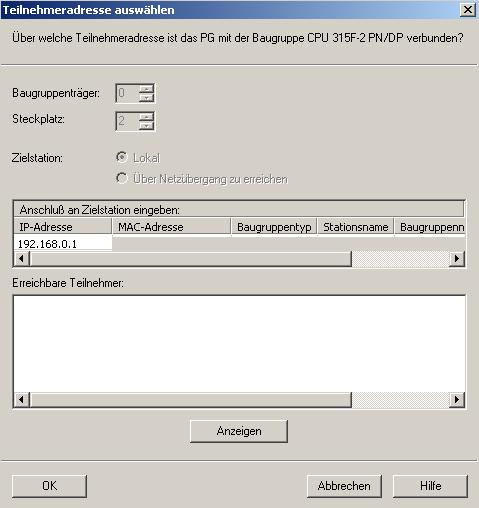 Teilnehmeradresse auswählen
Über welche Teilnehmeradresse ist das PG mit der Baugruppe CPU 315F-2 PN/DP verbunden?
Baugruppenträger: 0
Steckplatz: 2
Zielstation: Lokal
Über Netzübergang zu erreichen
Anschluß an Zielstation eingeben:
IP-Adresse MAC-Adresse Baugruppentyp Stationsname Baugruppenn
192.168.0.1
Erreichbare Teilnehmer:
Anzeigen
OK Abbrechen Hilfe